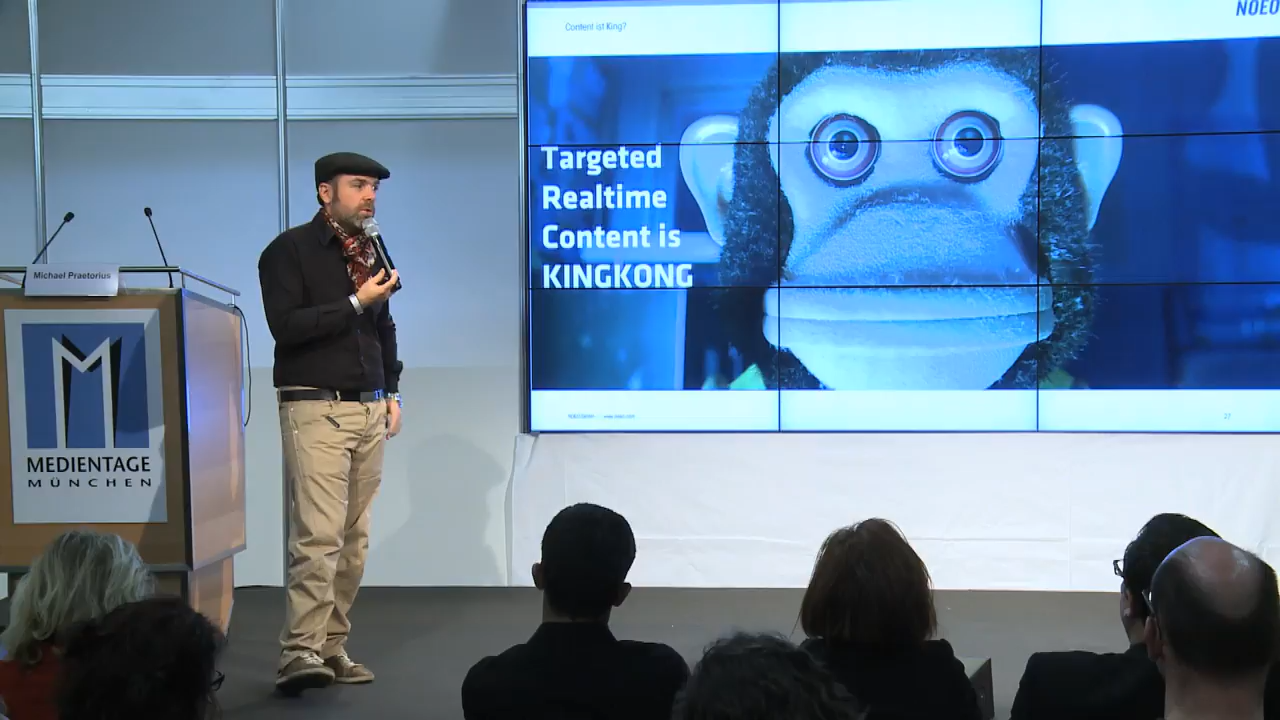 Content ist King?
NOEO
Targeted
Realtime
Content is
KINGKONG
Michael Praetorius
MEDIENTAGE
MÜNCHEN
27